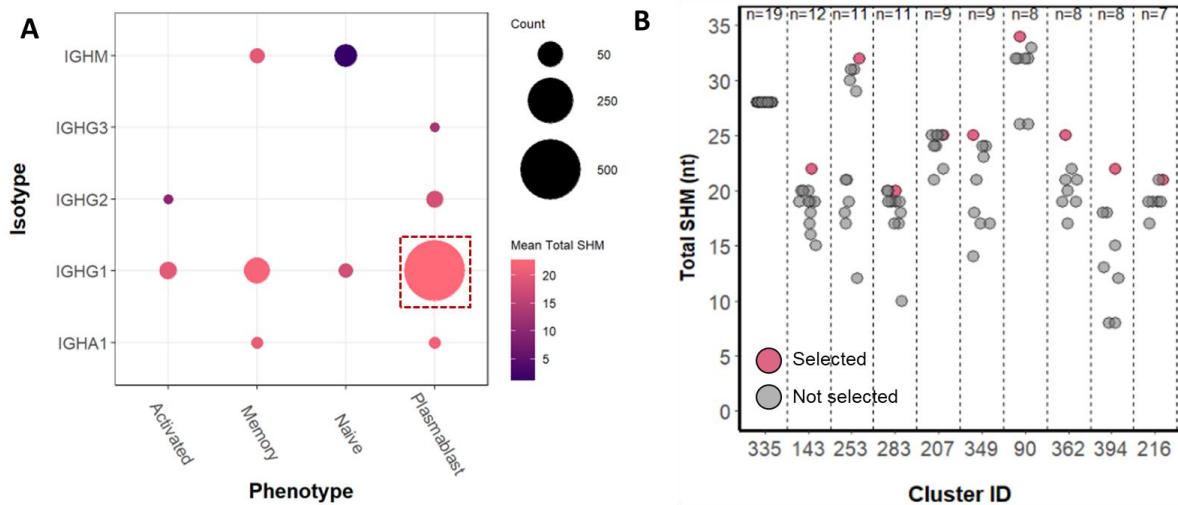 A
IGHM
IGHG3
IGHG2
IGHG1
IGHA1
Isotype
Activated
Memory
Naive
Plasmablast
Phenotype
Count
50
250
500
Mean Total SHM
20
15
10
5
B
n=19 n=12 n=11 n=11 n=9 n=9 n=8 n=8 n=8 n=7
35
30
25
20
15
10
5
0
Total SHM (nt)
Selected
Not selected
335 143 253 283 207 349 90 362 394 216
Cluster ID